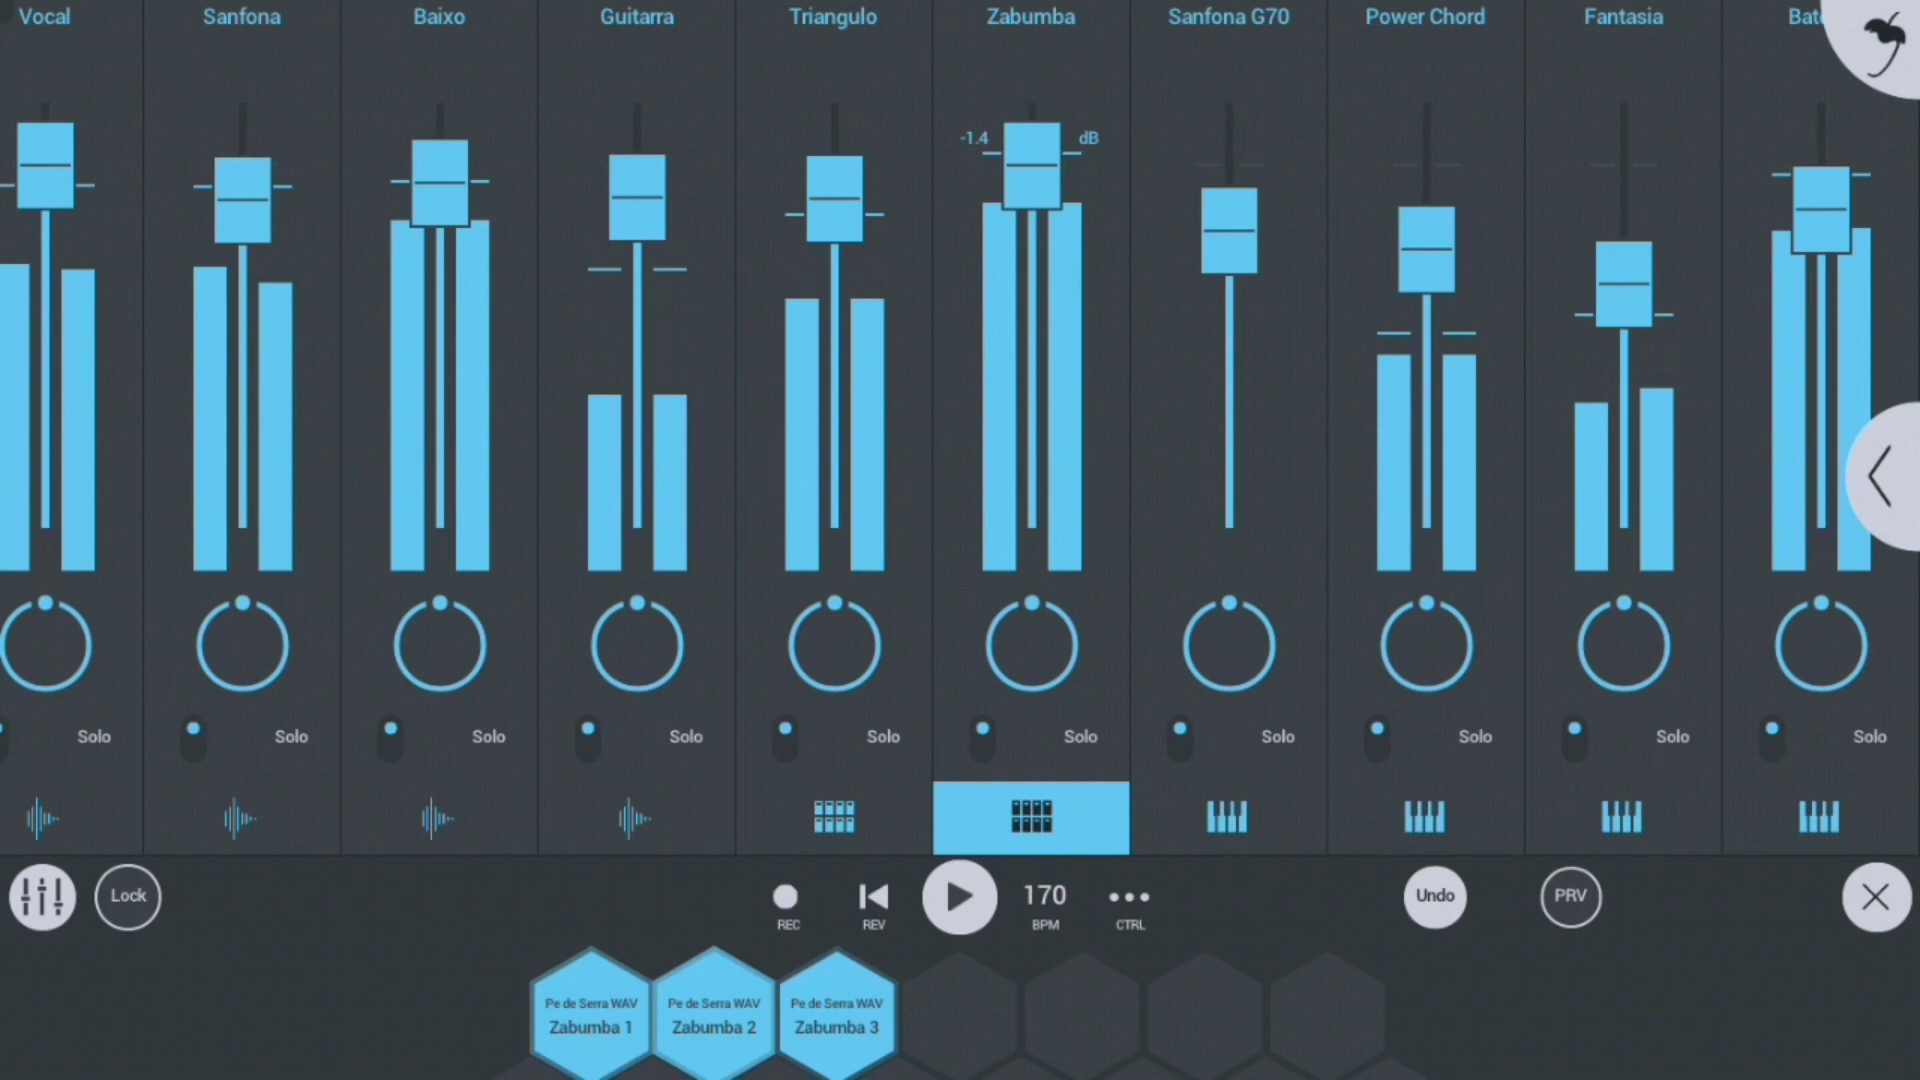 Vocal
Sanfona
Baixo
Guitarra
Triangulo
Zabumba
Sanfona G70
Power Chord
Fantasia
-1.4
dB
Solo
Solo
Solo
Solo
Solo
Solo
Solo
Solo
Solo
Solo
Lock
REC
REV
170
BPM
CTRL
Undo
PRV
Pe de Serra WAV
Zabumba 1
Pe de Serra WAV
Zabumba 2
Pe de Serra WAV
Zabumba 3